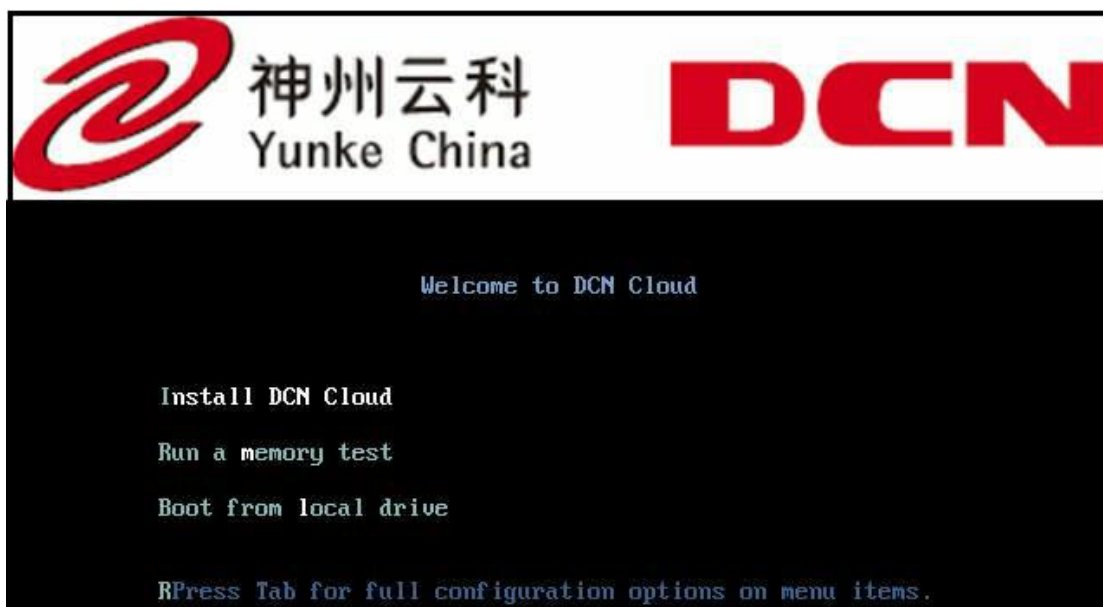 神州云科
Yunke China
DCN
Welcome to DCN Cloud
Install DCN Cloud
Run a memory test
Boot from local drive
RPress Tab for full configuration options on menu items.